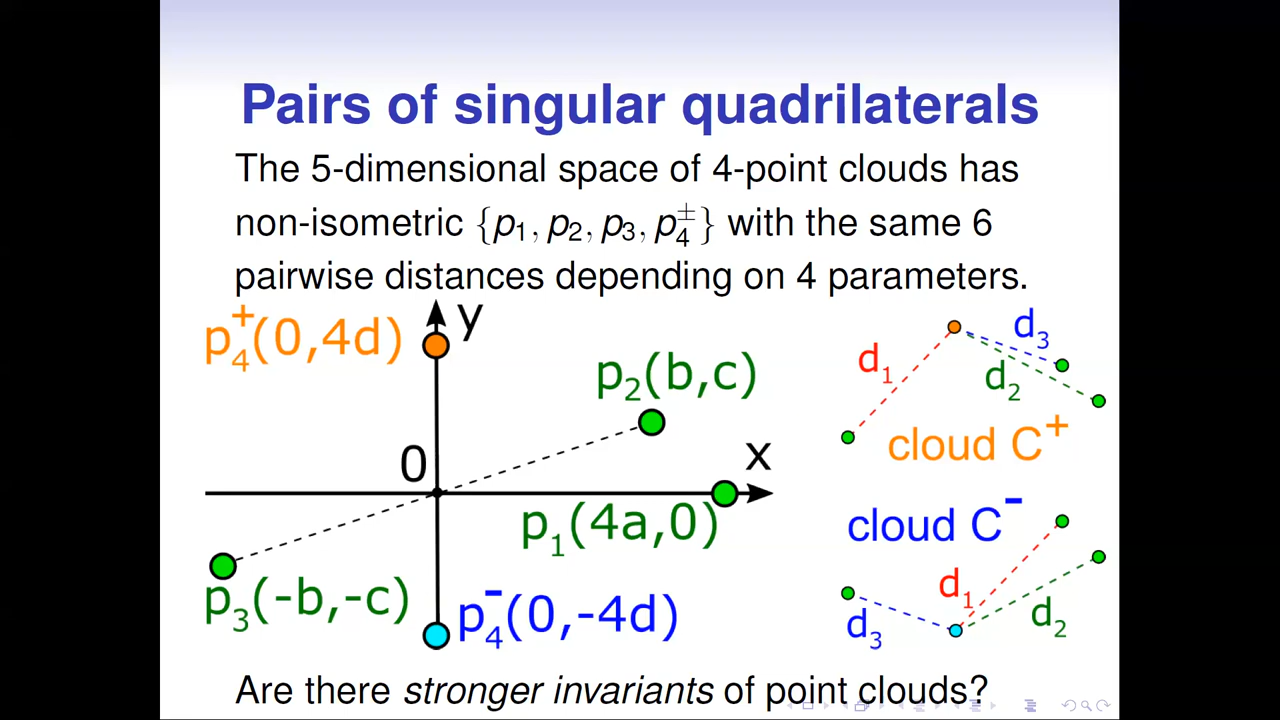 Pairs of singular quadrilaterals
The 5-dimensional space of 4-point clouds has
non-isometric {p₁, p₂, p₃, p₄±} with the same 6
pairwise distances depending on 4 parameters.
p₄⁺(0,4d)
y
p₂(b,c)
0
x
p₁(4a,0)
p₃(-b,-c)
p₄⁻(0,-4d)
d₃
d₁
d₂
cloud C⁺
cloud C⁻
d₁
d₃
d₂
Are there stronger invariants of point clouds?